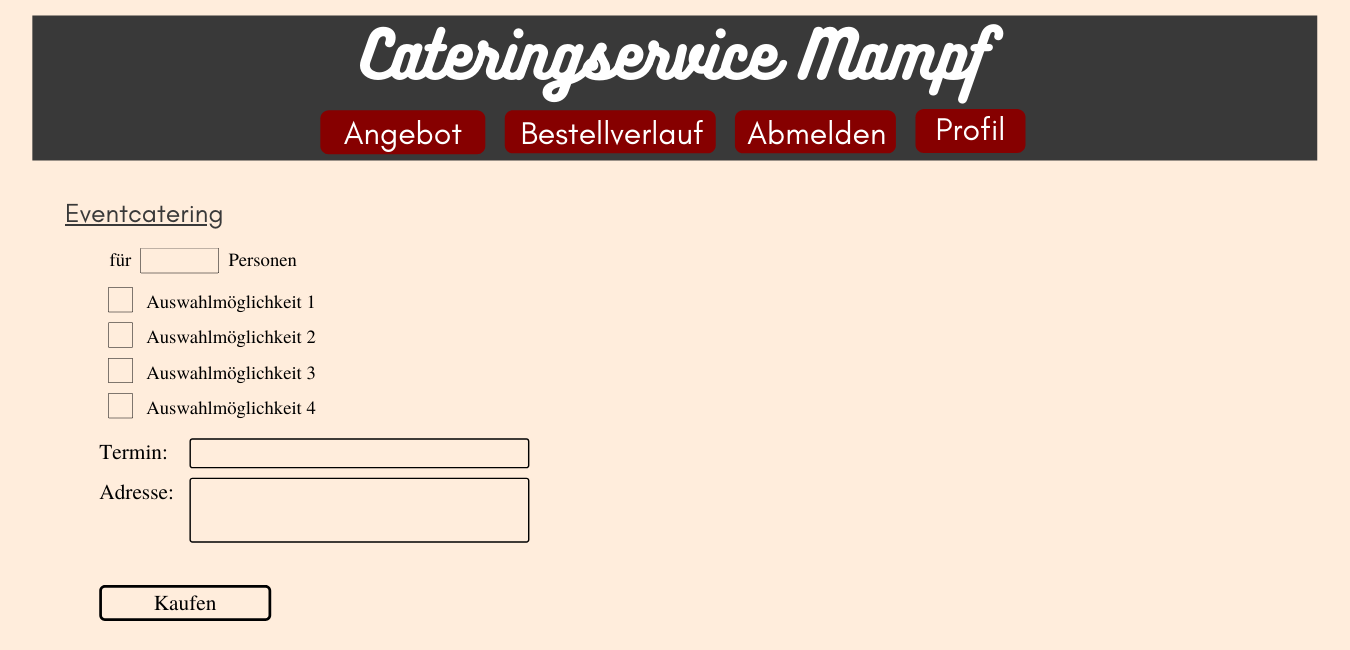 Cateringservice Mampf
Angebot Bestellverlauf Abmelden Profil
Eventcatering
für Personen
Auswahlmöglichkeit 1
Auswahlmöglichkeit 2
Auswahlmöglichkeit 3
Auswahlmöglichkeit 4
Termin:
Adresse:
Kaufen